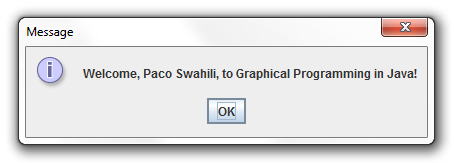 Message
Welcome, Paco Swahili, to Graphical Programming in Java!
OK